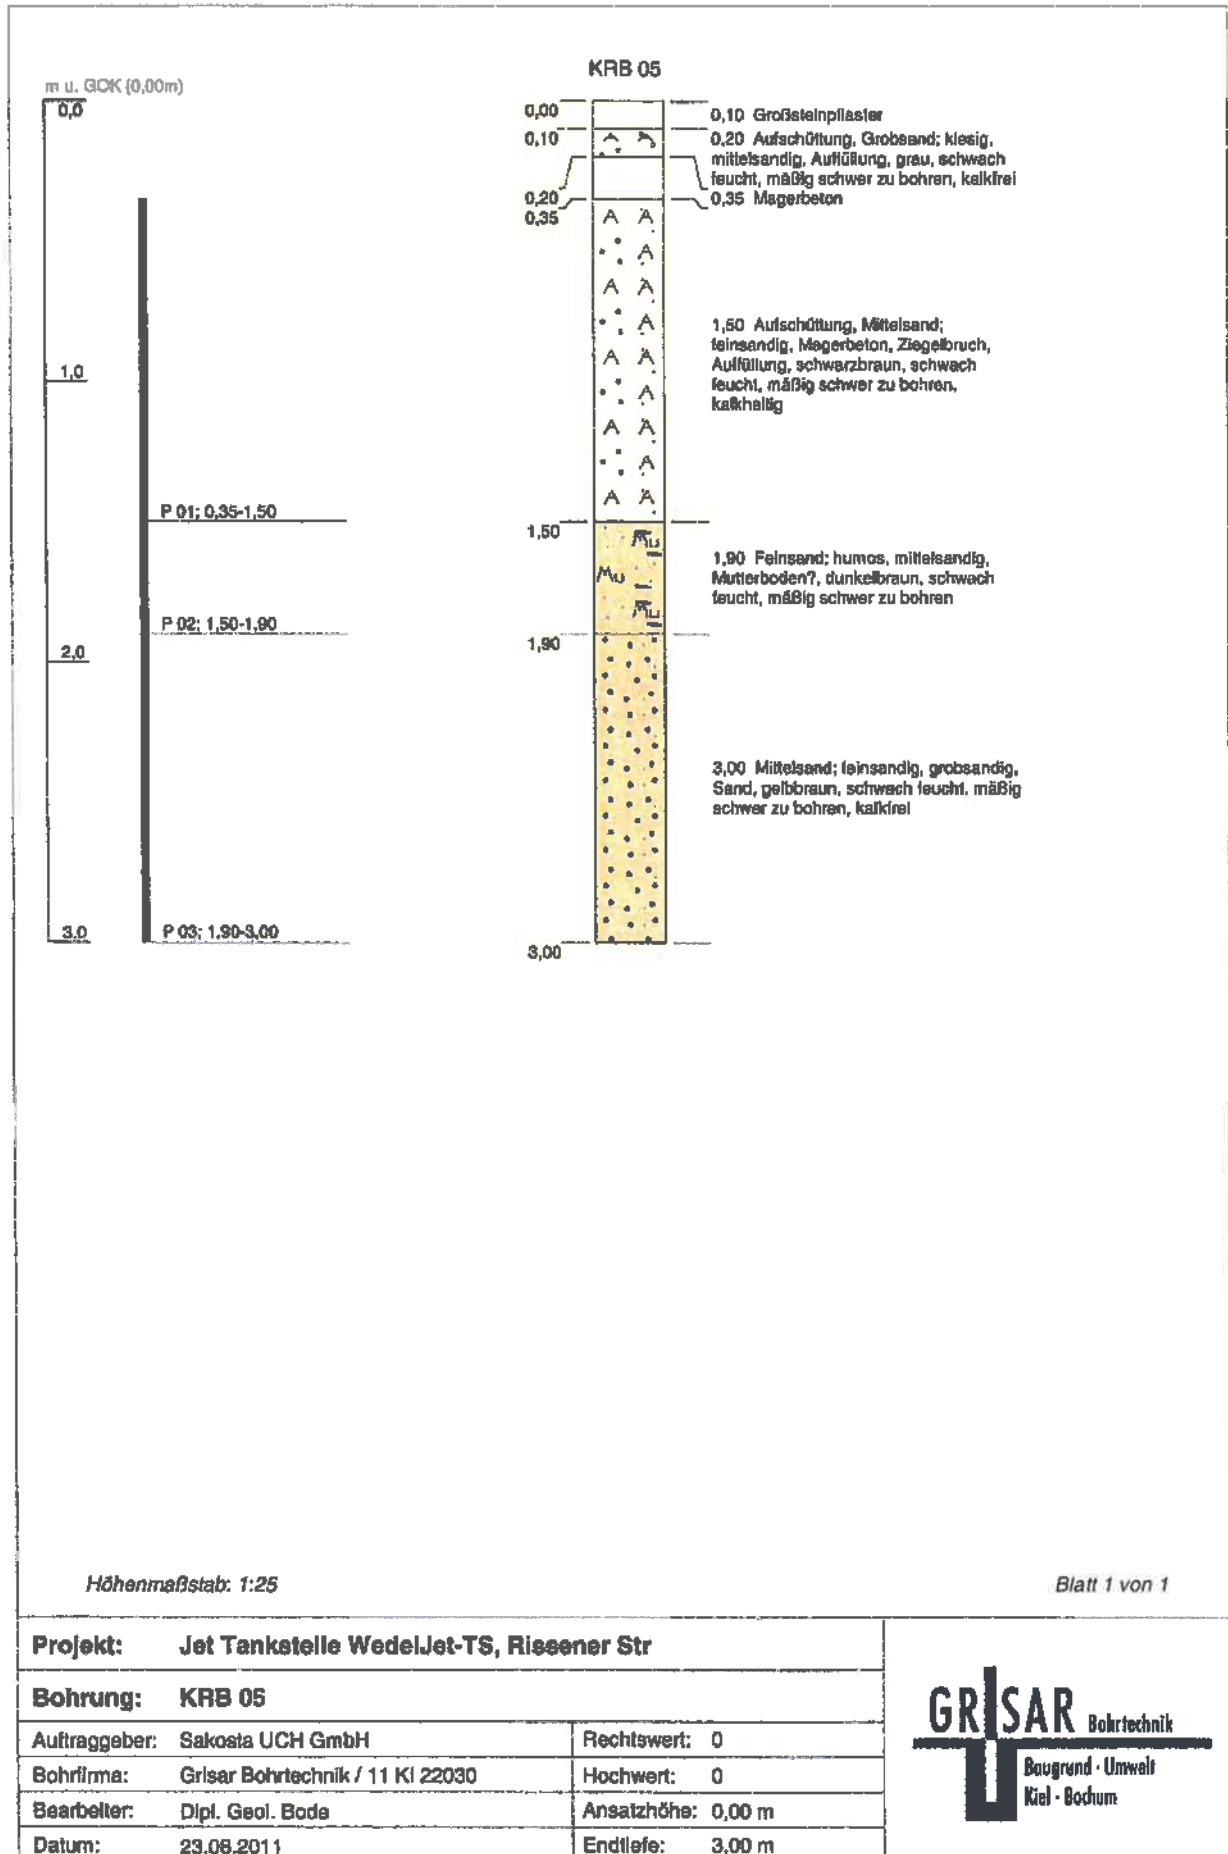 KRB 05
m u. GOK (0,00m)
0,0
1,0
2,0
3,0
P 01; 0,35-1,50
P 02; 1,50-1,90
P 03; 1,90-3,00
0,00
0,10
0,20
0,35
1,50
1,90
3,00
0,10 Großsteinpflaster
0,20 Aufschüttung, Grobsand; kiesig,
mittelsandig, Auffüllung, grau, schwach
feucht, mäßig schwer zu bohren, kalkfrei
0,35 Magerbeton
A A
A
A A
A
A A
A
A A
A
A A
1,50 Aufschüttung, Mittelsand;
feinsandig, Magerbeton, Ziegelbruch,
Auffüllung, schwarzbraun, schwach
feucht, mäßig schwer zu bohren,
kalkhaltig
Mu
Mu
Mu
1,90 Feinsand; humos, mittelsandig,
Mutterboden?, dunkelbraun, schwach
feucht, mäßig schwer zu bohren
3,00 Mittelsand; feinsandig, grobsandig,
Sand, gelbbraun, schwach feucht, mäßig
schwer zu bohren, kalkfrei
Höhenmaßstab: 1:25
Blatt 1 von 1
Projekt: Jet Tankstelle WedelJet-TS, Rissener Str
Bohrung: KRB 05
Auftraggeber: Sakosta UCH GmbH
Rechtswert: 0
Bohrfirma: Grisar Bohrtechnik / 11 KI 22030
Hochwert: 0
Bearbeiter: Dipl. Geol. Bode
Ansatzhöhe: 0,00 m
Datum: 23.08.2011
Endtiefe: 3,00 m
GRISAR Bohrtechnik
Baugrund · Umwelt
Kiel · Bochum